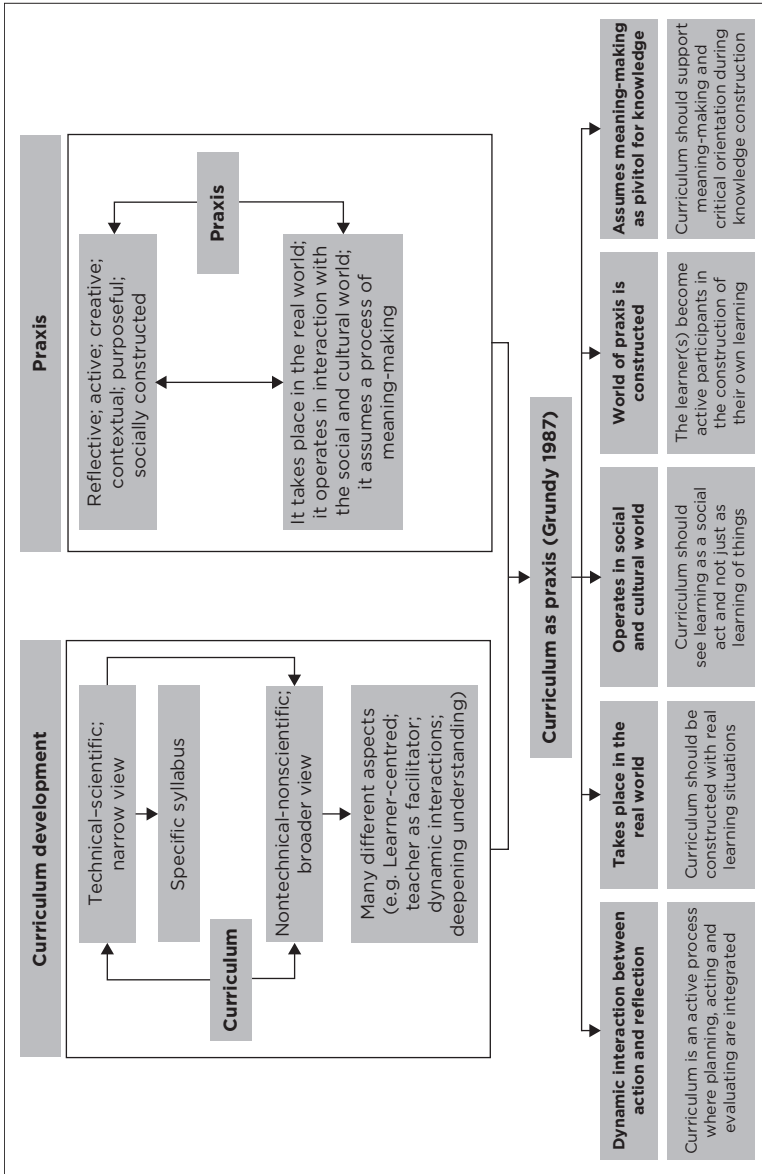 Curriculum development
Technical–scientific;
narrow view
Specific syllabus
Curriculum
Nontechnical-nonscientific;
broader view
Many different aspects
(e.g. Learner-centred;
teacher as facilitator;
dynamic interactions;
deepening understanding)
Praxis
Reflective; active; creative;
contextual; purposeful;
socially constructed
Praxis
It takes place in the real world;
it operates in interaction with
the social and cultural world;
it assumes a process of
meaning-making
Curriculum as praxis (Grundy 1987)
Dynamic interaction between
action and reflection
Curriculum is an active process
where planning, acting and
evaluating are integrated
Takes place in the
real world
Curriculum should be
constructed with real
learning situations
Operates in social
and cultural world
Curriculum should
see learning as a social
act and not just as
learning of things
World of praxis is
constructed
The learner(s) become
active participants in
the construction of
their own learning
Assumes meaning-making
as pivitol for knowledge
Curriculum should support
meaning-making and
critical orientation during
knowledge construction